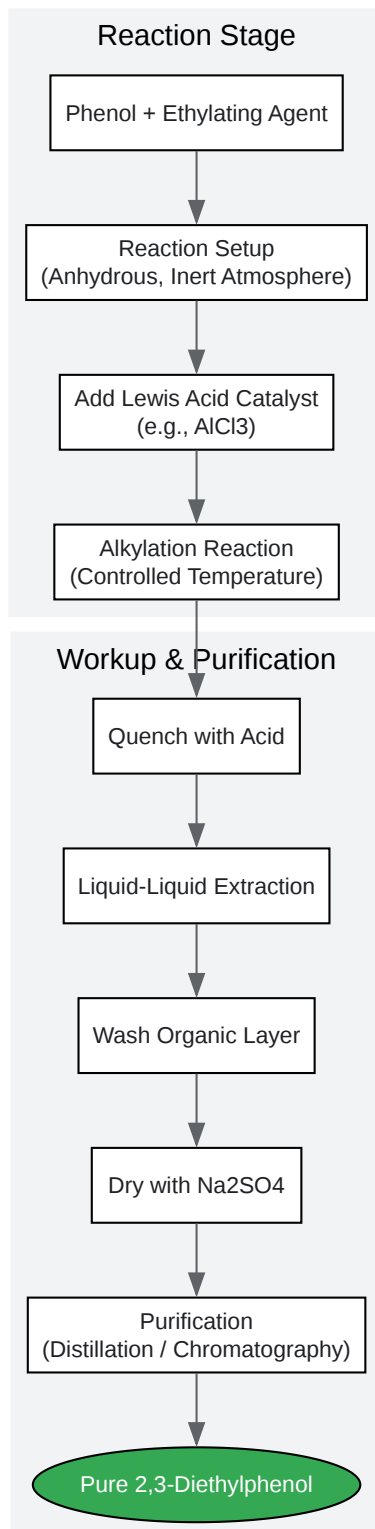 Reaction Stage
Phenol + Ethylating Agent
Reaction Setup
(Anhydrous, Inert Atmosphere)
Add Lewis Acid Catalyst
(e.g., AlCl3)
Alkylation Reaction
(Controlled Temperature)
Workup & Purification
Quench with Acid
Liquid-Liquid Extraction
Wash Organic Layer
Dry with Na2SO4
Purification
(Distillation / Chromatography)
Pure 2,3-Diethylphenol